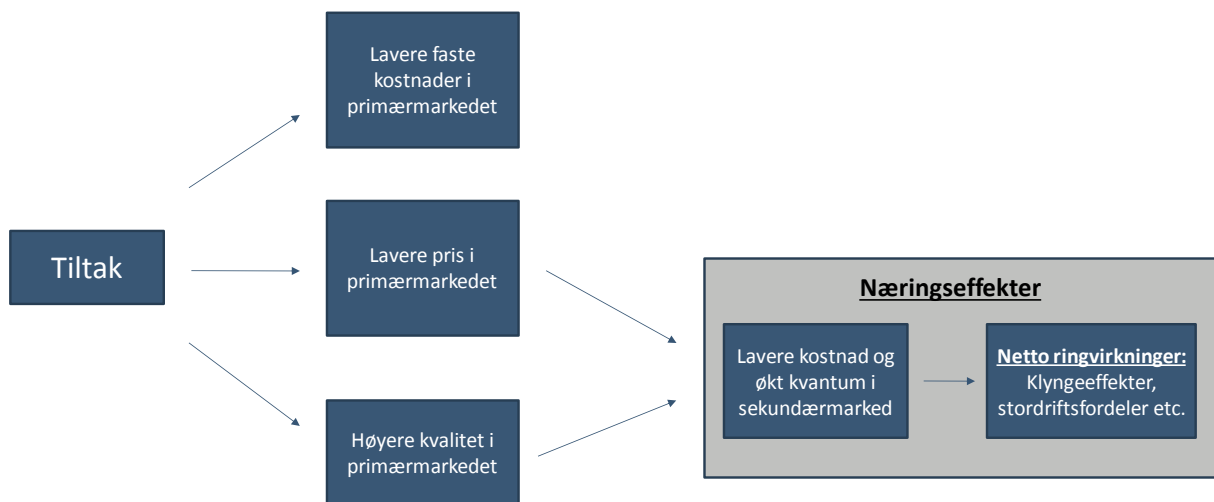 Lavere faste
kostnader i
primærmarkedet
Tiltak
Lavere pris i
primærmarkedet
Høyere kvalitet i
primærmarkedet
Næringseffekter
Lavere kostnad og
økt kvantum i
sekundærmarked
Netto ringvirkninger:
Klyngeeffekter,
stordriftsfordeler etc.